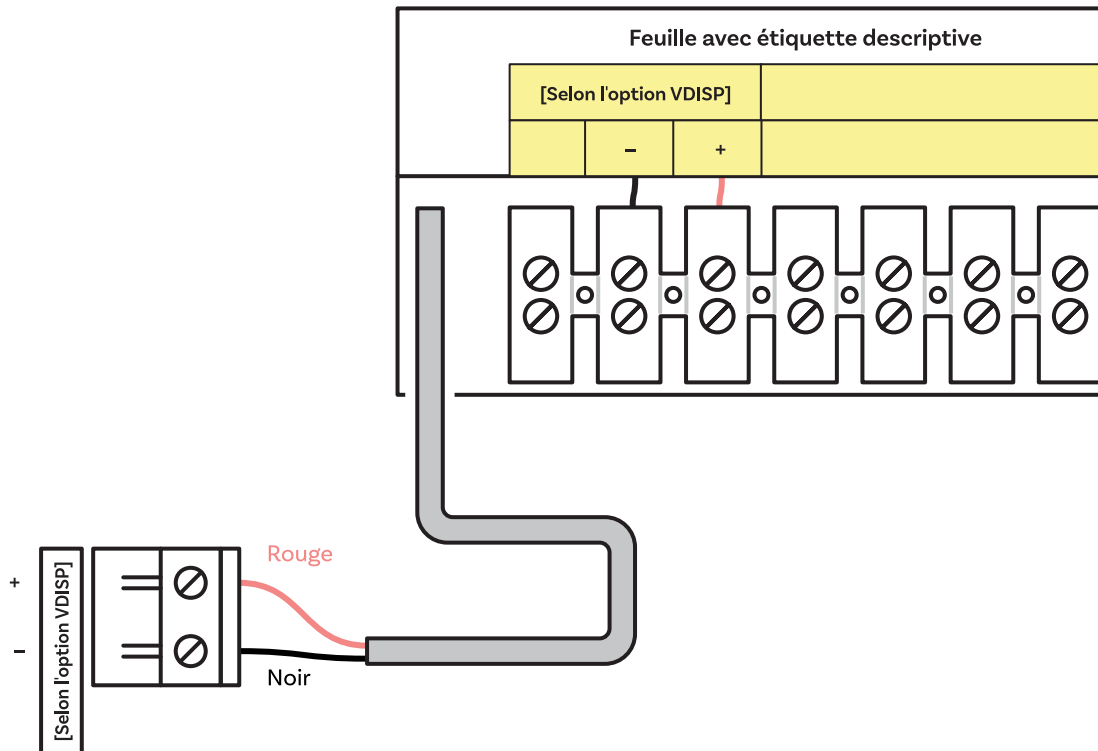 Feuille avec étiquette descriptive
[Selon l'option VDISP]
– +
Rouge
+
[Selon l'option VDISP]
–
Noir